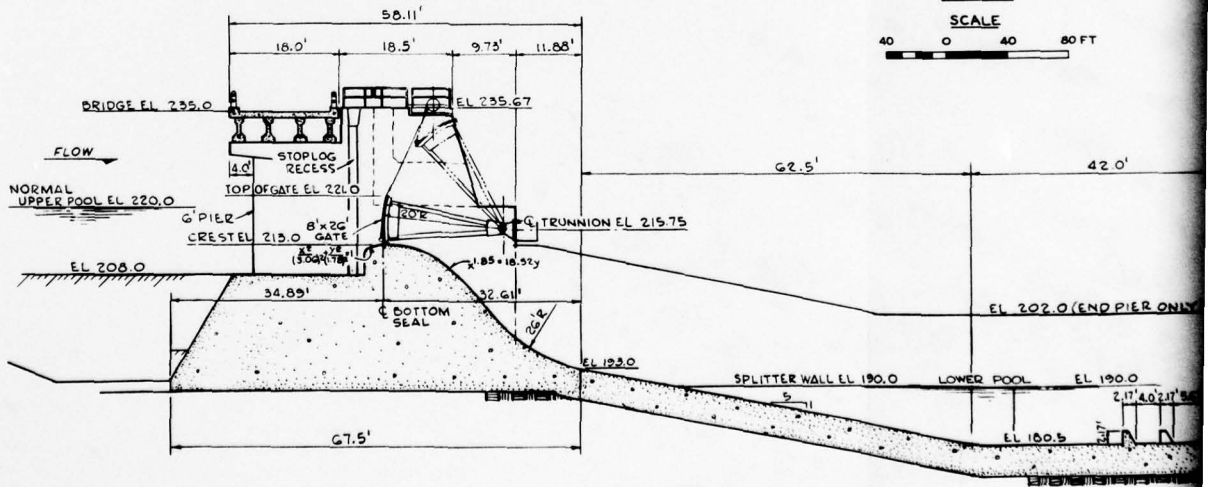 58.11'
SCALE
40 0 40 80 FT
18.0' 18.5' 9.73' 11.88'
BRIDGE EL 235.0
EL 235.67
FLOW
STOPLOG
RECESS
4.0'
62.5' 42.0'
NORMAL
UPPER POOL EL 220.0
TOP OF GATE EL 221.0
20'R
6' PIER
8' x 26'
GATE
℄ TRUNNION EL 215.75
CREST EL 213.0
x^1.85 = 18.52y
EL 208.0
34.89' 32.61'
℄ BOTTOM
SEAL
26'R
EL 202.0 (END PIER ONLY
EL 193.0
SPLITTER WALL EL 190.0 LOWER POOL EL 190.0
5
1
2.17' 4.0' 2.17'
2.17'
EL 180.5
67.5'